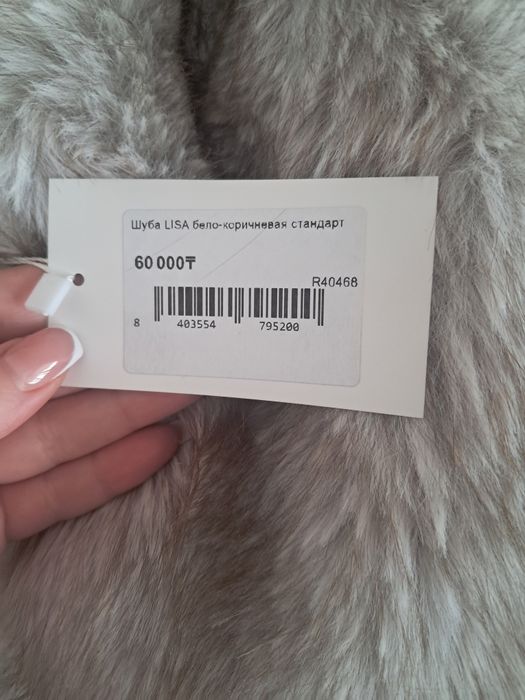 Шуба LISA бело-коричневая стандарт
60 000₸
R40468
8 403554 795200